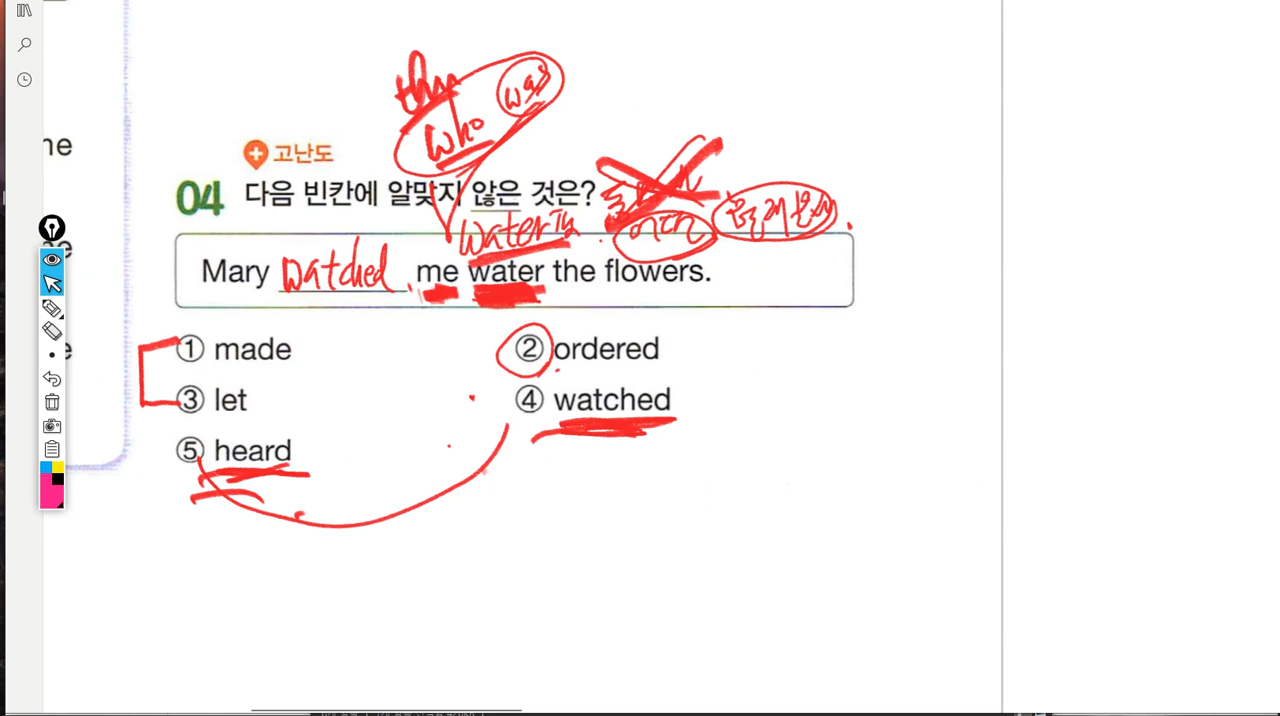 thy
who was
ne
고난도
04 다음 빈칸에 알맞지 않은 것은?
watering
Mary watched me water the flowers.
① made
② ordered
③ let
④ watched
⑤ heard